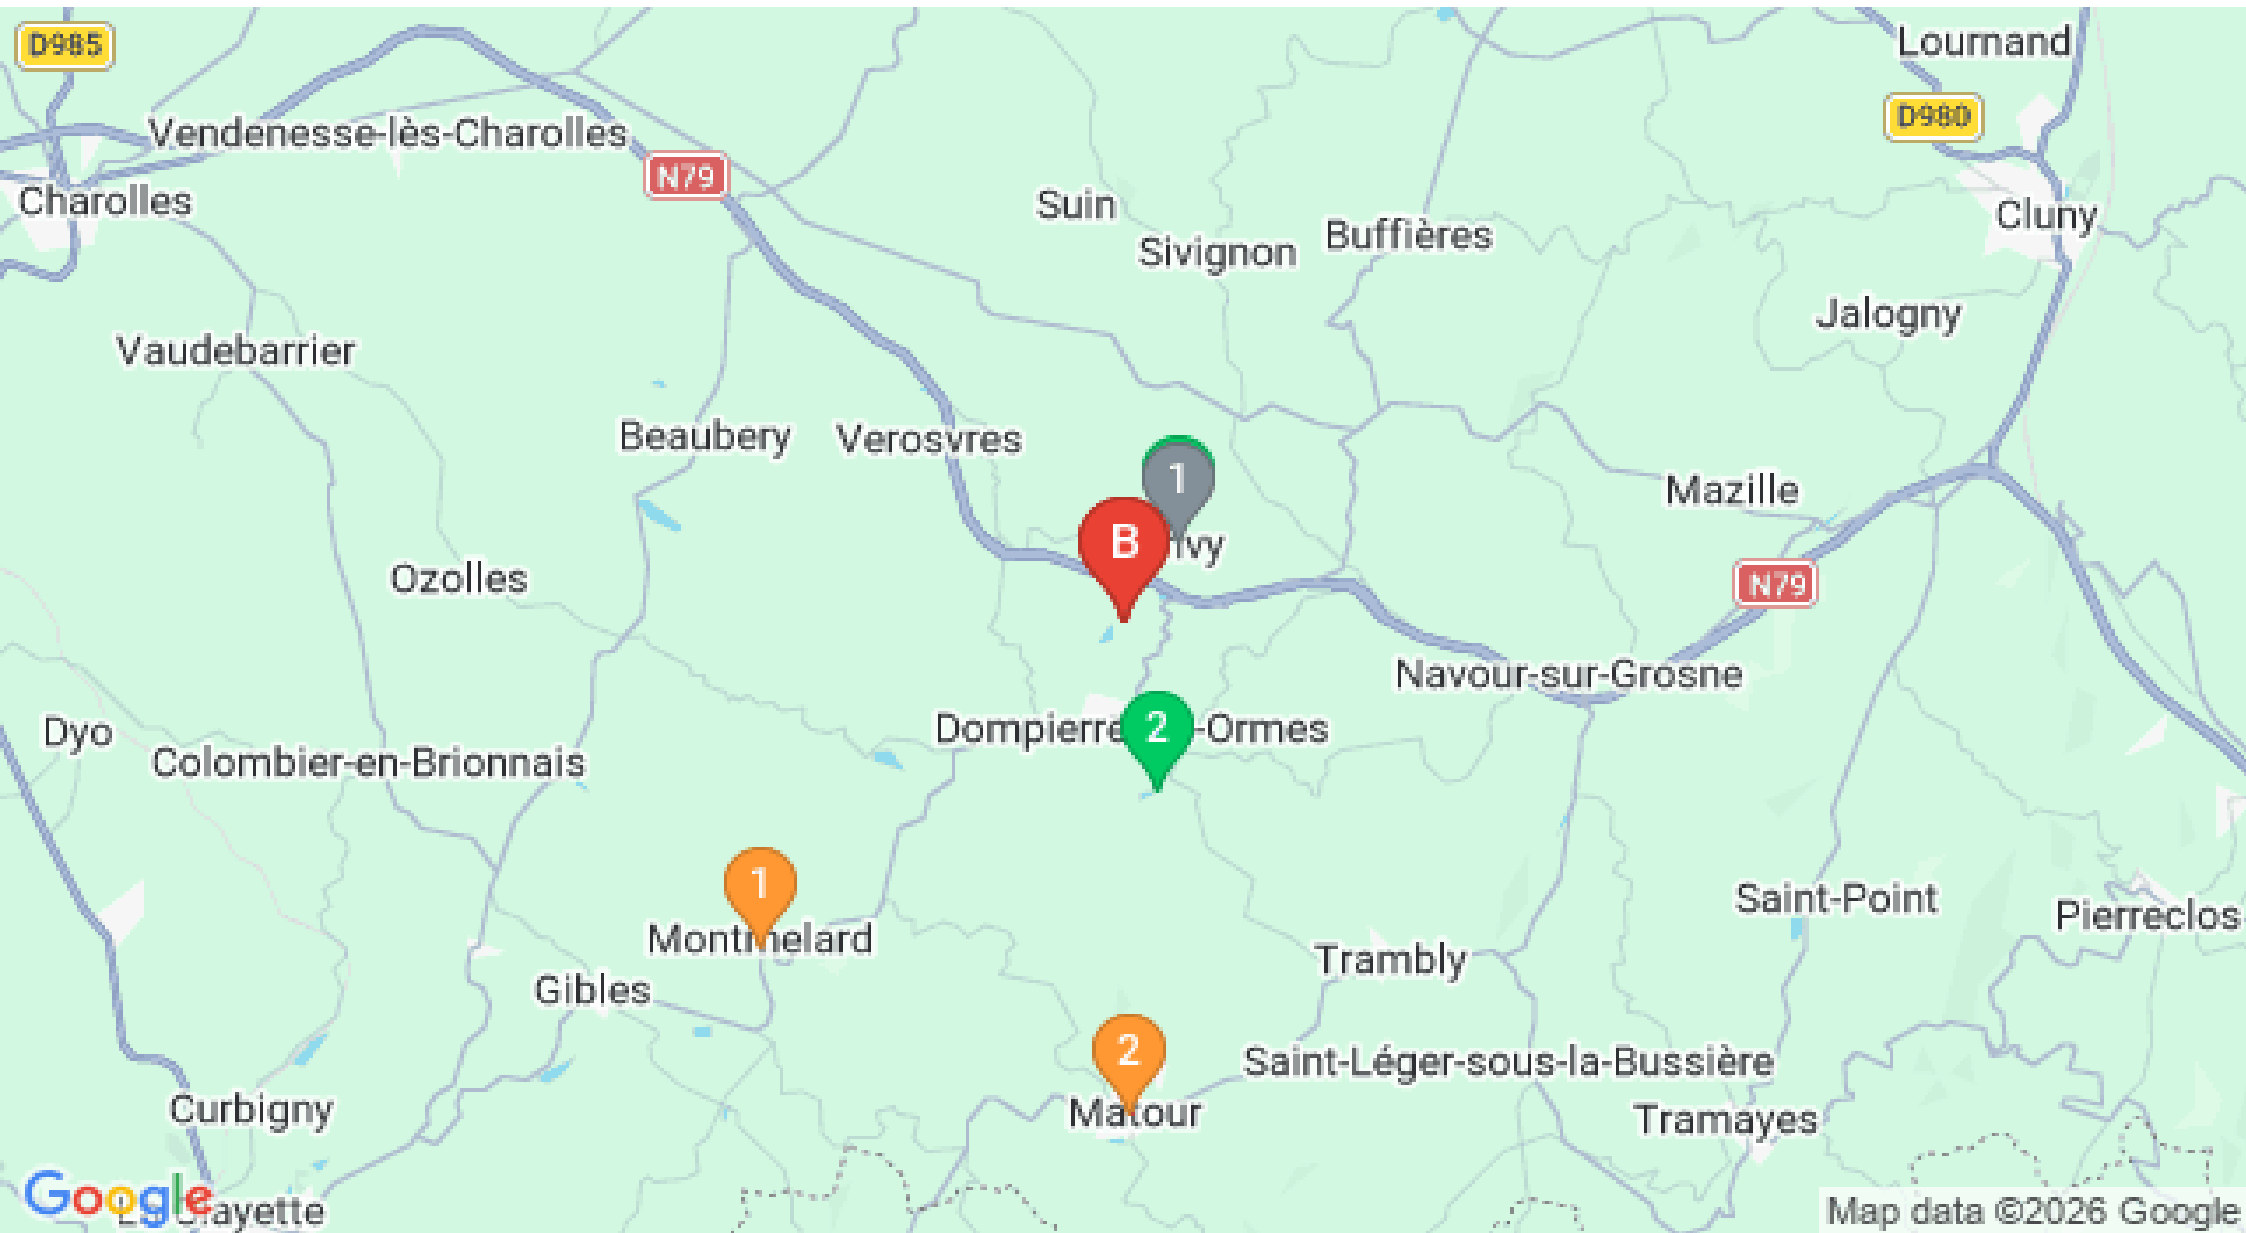 D985
Lournand
D980
Vendenesse-lès-Charolles
N79
Charolles
Suin
Cluny
Sivignon
Buffières
Jalogny
Vaudebarrier
Beaubery
Verosvres
1
Mazille
B
Ozolles
N79
Navour-sur-Grosne
Dyo
2
-Ormes
Colombier-en-Brionnais
1
Saint-Point
Pierreclos
Montmelard
Trambly
Gibles
2
Saint-Léger-sous-la-Bussière
Curbigny
Matour
Tramayes
Google
Map data ©2026 Google